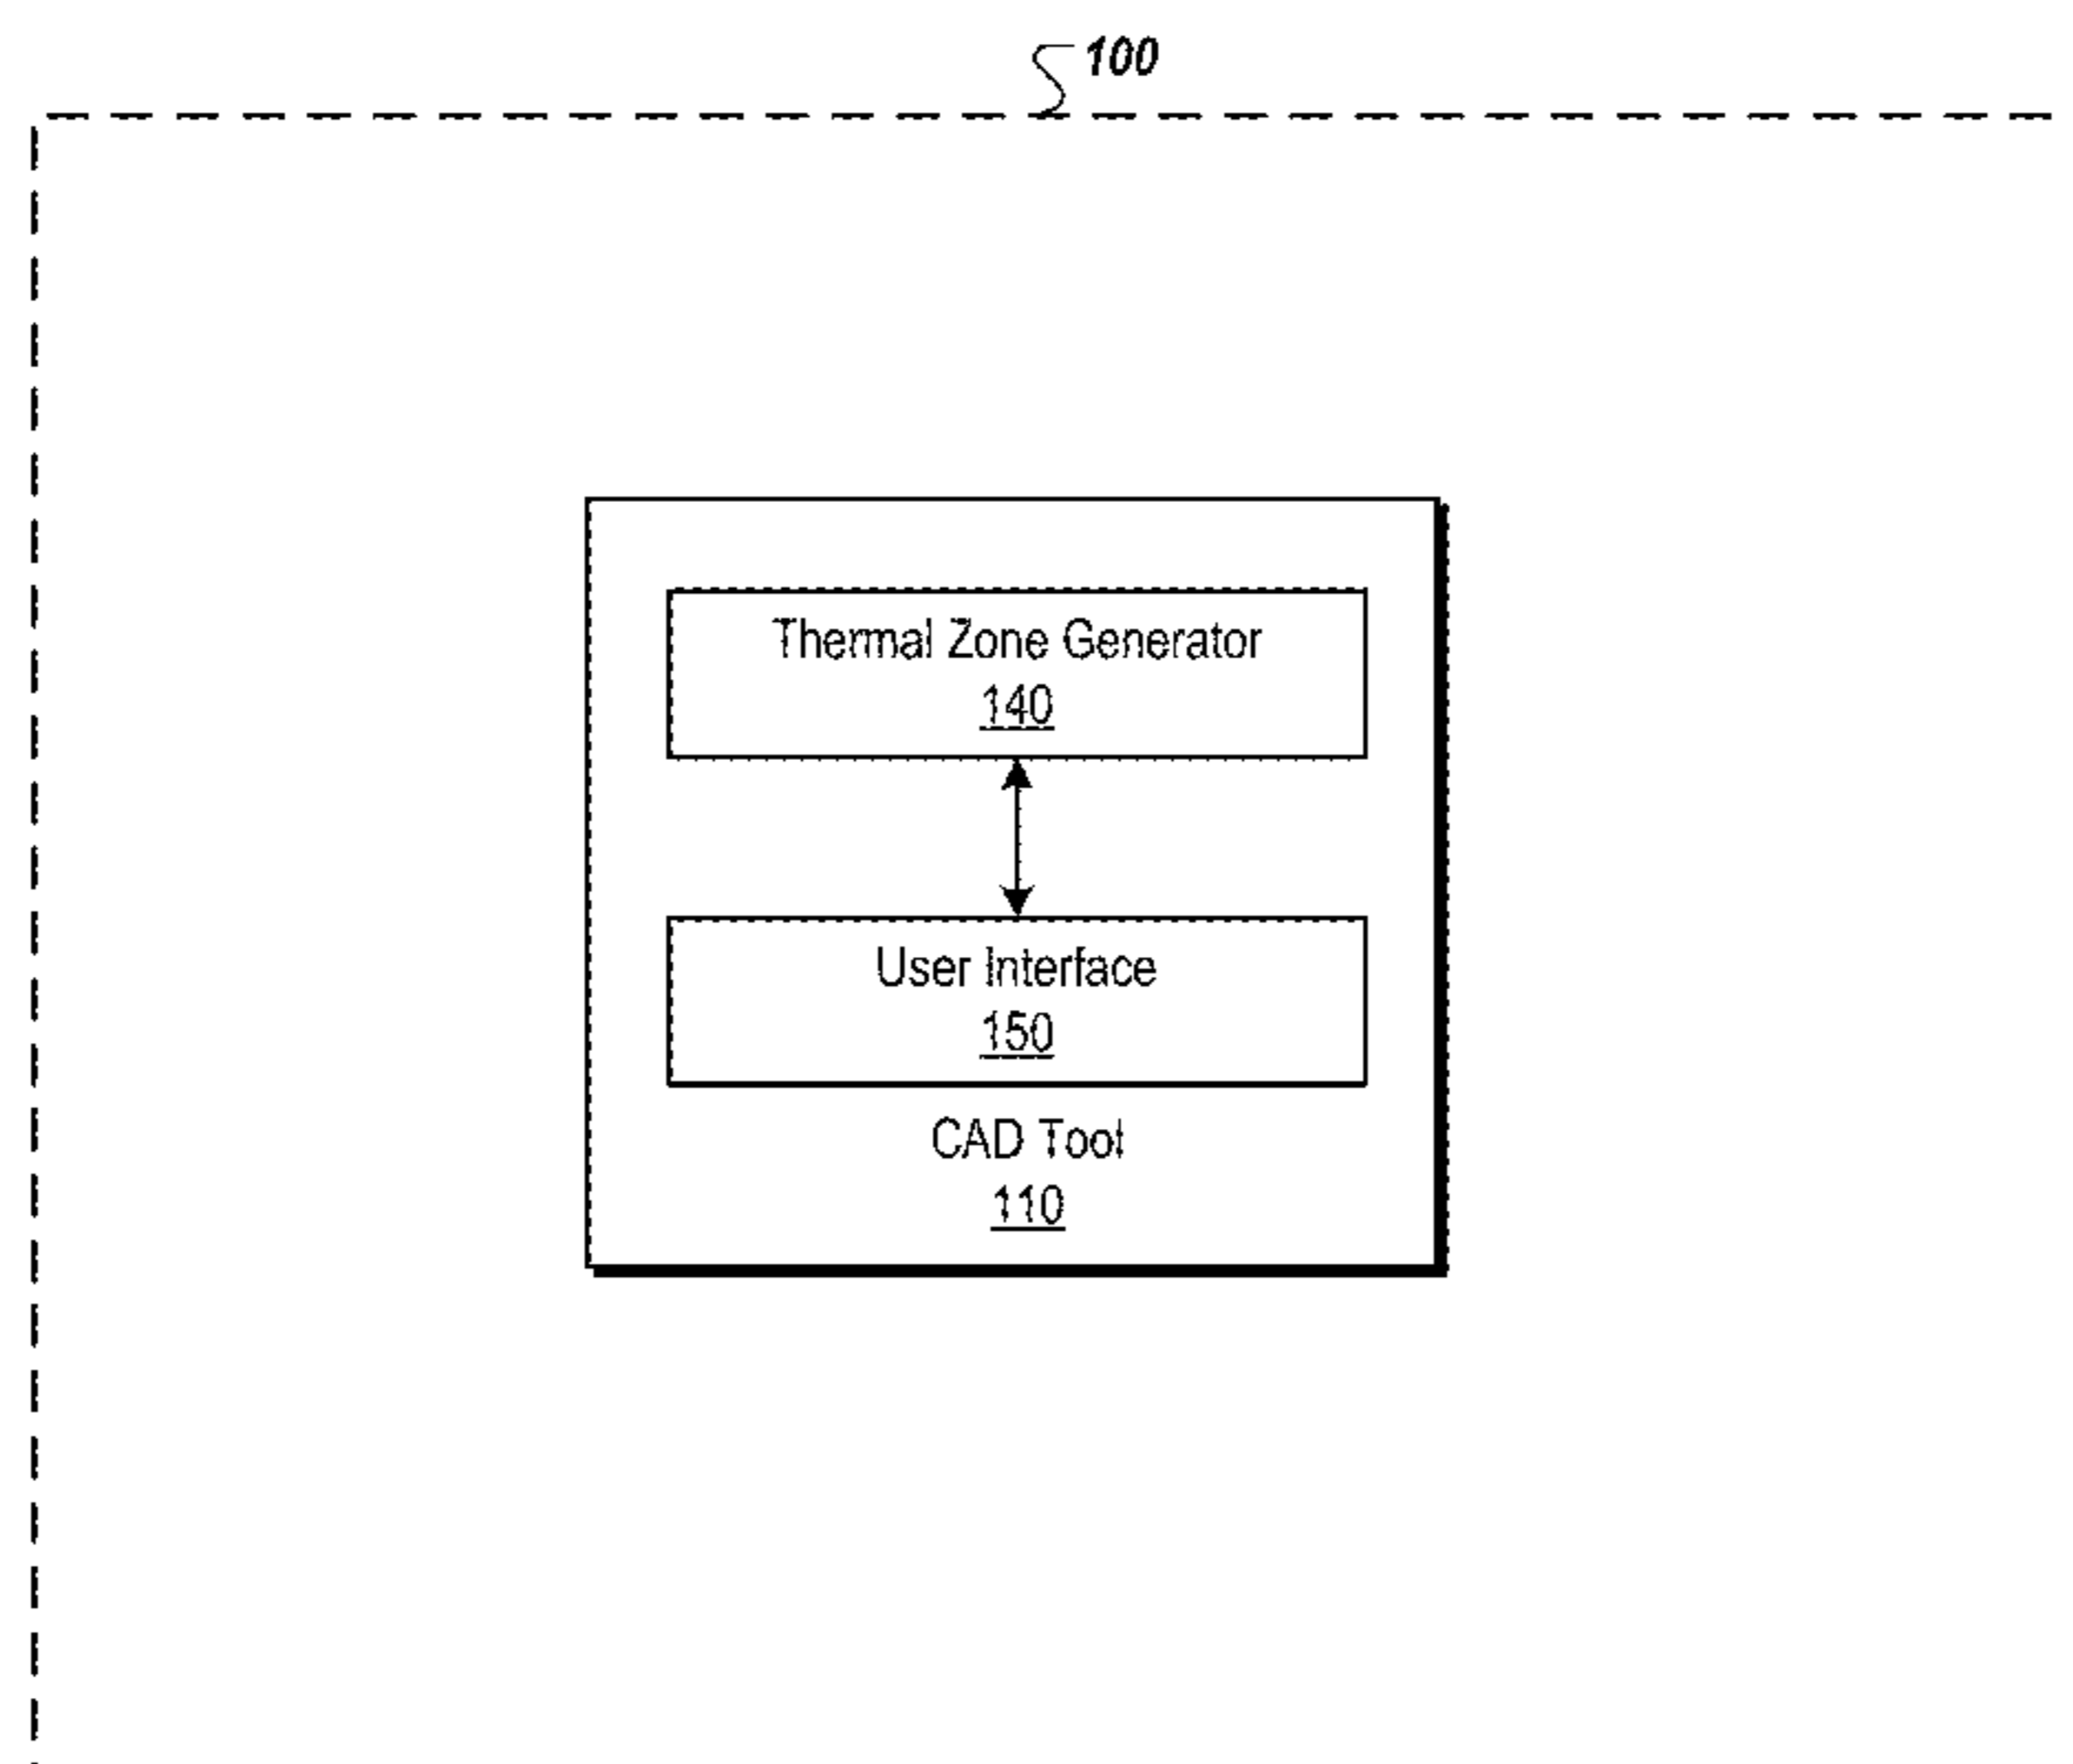 100
Thermal Zone Generator
140
User Interface
150
CAD Tool
110